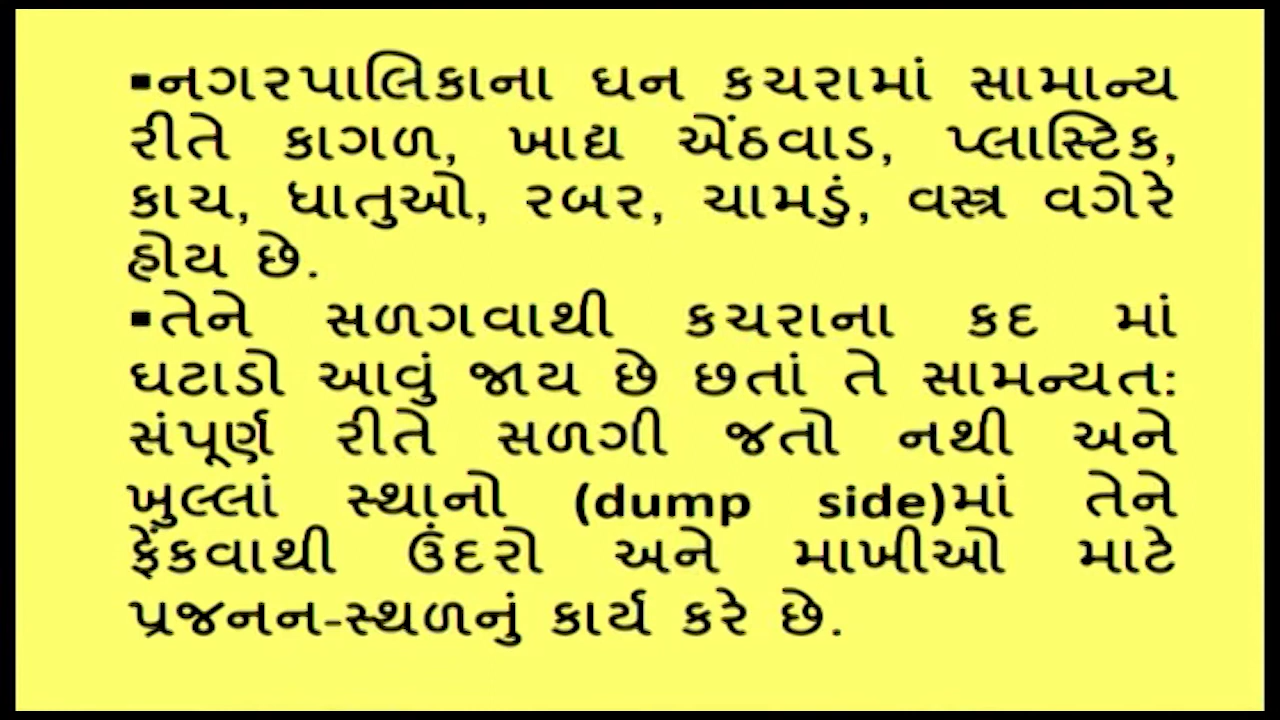 ▪નગરપાલિકાના ઘન કચરામાં સામાન્ય
રીતે કાગળ, ખાદ્ય એંઠવાડ, પ્લાસ્ટિક,
કાચ, ધાતુઓ, રબર, ચામડું, વસ્ત્ર વગેરે
હોય છે.
▪તેને સળગવાથી કચરાના કદ માં
ઘટાડો આવું જાય છે છતાં તે સામન્યત:
સંપૂર્ણ રીતે સળગી જતો નથી અને
ખુલ્લાં સ્થાનો (dump side)માં તેને
ફેંકવાથી ઉંદરો અને માખીઓ માટે
પ્રજનન-સ્થળનું કાર્ય કરે છે.